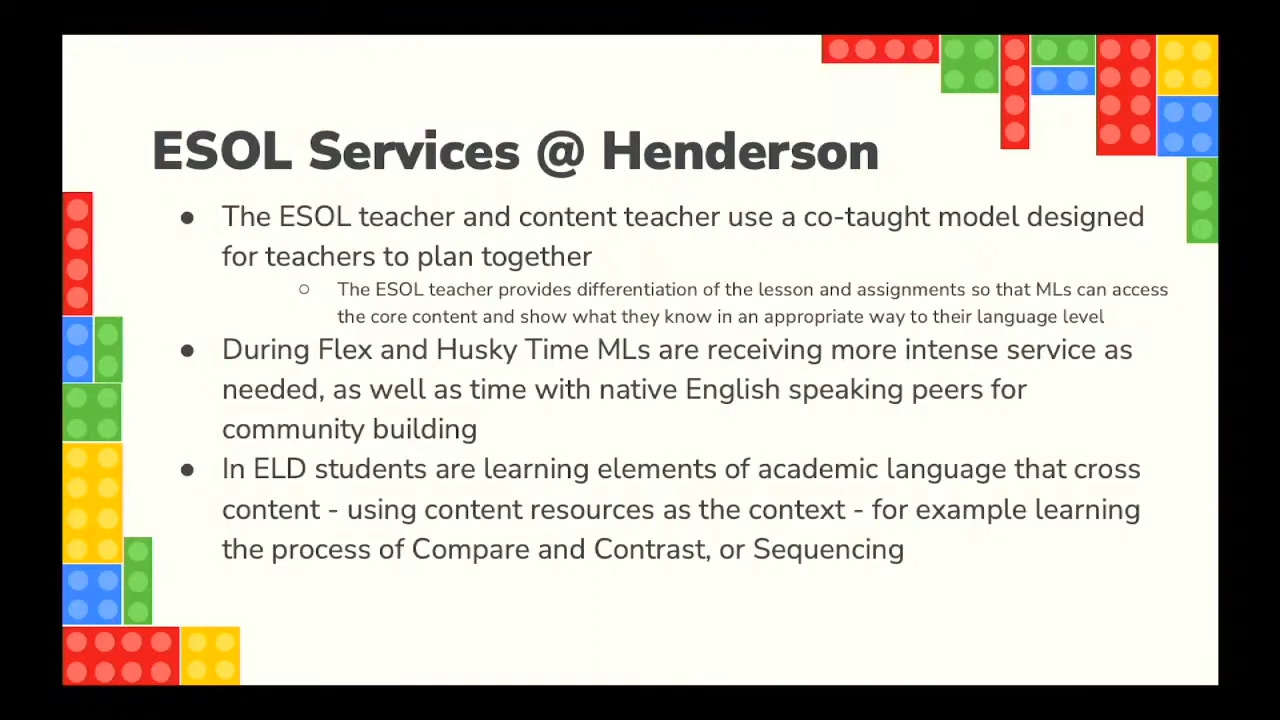 ESOL Services @ Henderson
● The ESOL teacher and content teacher use a co-taught model designed
for teachers to plan together
○ The ESOL teacher provides differentiation of the lesson and assignments so that MLs can access
the core content and show what they know in an appropriate way to their language level
● During Flex and Husky Time MLs are receiving more intense service as
needed, as well as time with native English speaking peers for
community building
● In ELD students are learning elements of academic language that cross
content - using content resources as the context - for example learning
the process of Compare and Contrast, or Sequencing